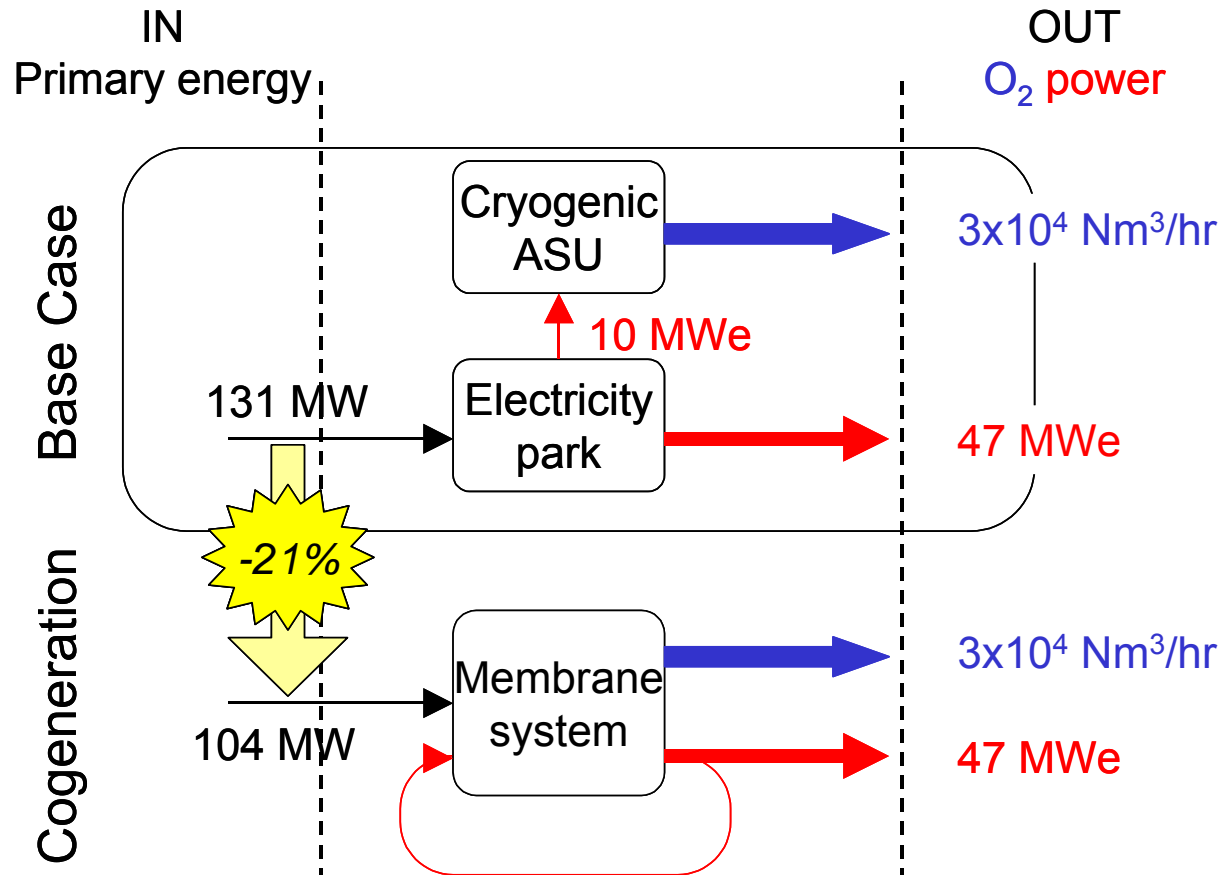 IN
Primary energy
OUT
O₂ power
Base Case
Cryogenic
ASU
3x10⁴ Nm³/hr
10 MWe
131 MW
Electricity
park
47 MWe
-21%
Cogeneration
Membrane
system
3x10⁴ Nm³/hr
104 MW
47 MWe